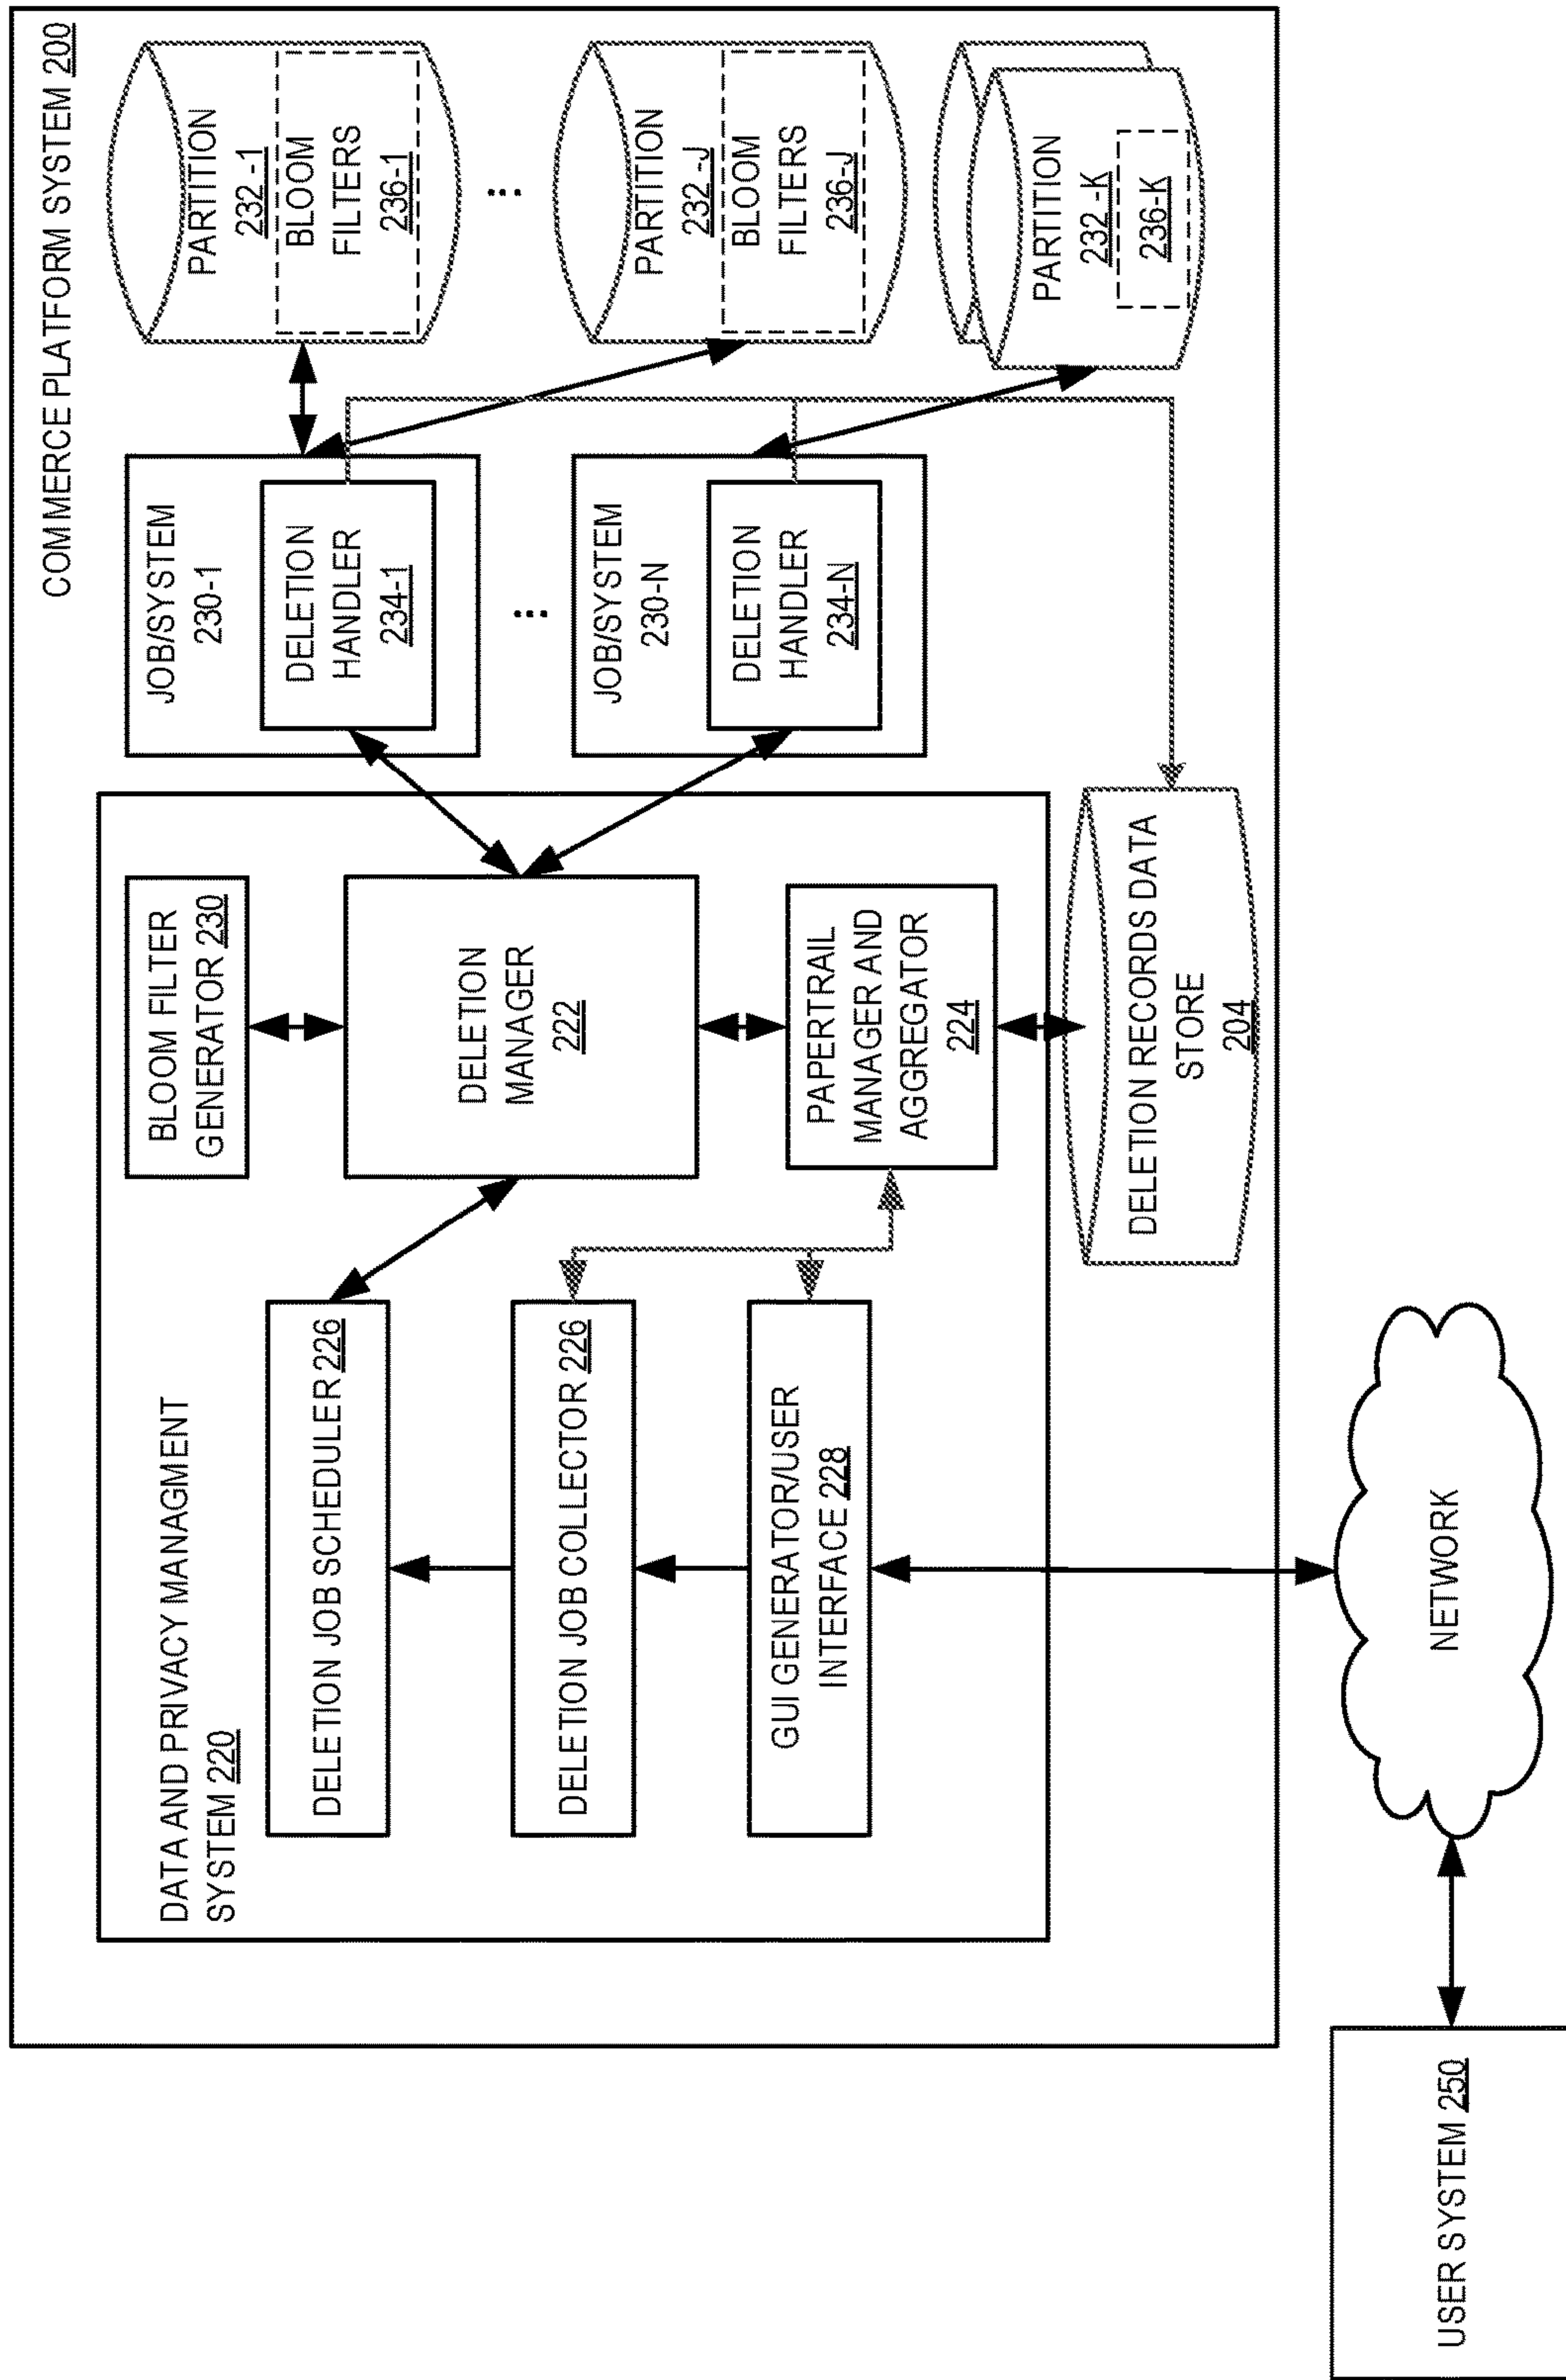 COMMERCE PLATFORM SYSTEM 200
DATA AND PRIVACY MANAGMENT
SYSTEM 220
DELETION JOB SCHEDULER 226
DELETION JOB COLLECTOR 226
GUI GENERATOR/USER
INTERFACE 228
BLOOM FILTER
GENERATOR 230
DELETION
MANAGER
222
PAPERTRAIL
MANAGER AND
AGGREGATOR
224
DELETION RECORDS DATA
STORE
204
JOB/SYSTEM
230-1
DELETION
HANDLER
234-1
...
JOB/SYSTEM
230-N
DELETION
HANDLER
234-N
PARTITION
232 -1
BLOOM
FILTERS
236-1
...
PARTITION
232 -J
BLOOM
FILTERS
236-J
PARTITION
232 -K
236-K
NETWORK
USER SYSTEM 250